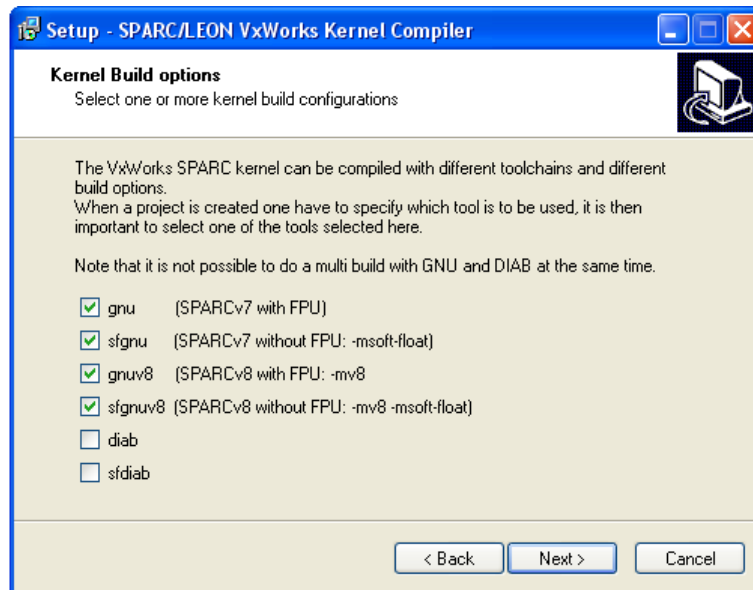 Setup - SPARC/LEON VxWorks Kernel Compiler
Kernel Build options
Select one or more kernel build configurations
The VxWorks SPARC kernel can be compiled with different toolchains and different
build options.
When a project is created one have to specify which tool is to be used, it is then
important to select one of the tools selected here.
Note that it is not possible to do a multi build with GNU and DIAB at the same time.
gnu (SPARCv7 with FPU)
sfgnu (SPARCv7 without FPU: -msoft-float)
gnuv8 (SPARCv8 with FPU: -mv8
sfgnuv8 (SPARCv8 without FPU: -mv8 -msoft-float)
diab
sfdiab
< Back Next > Cancel